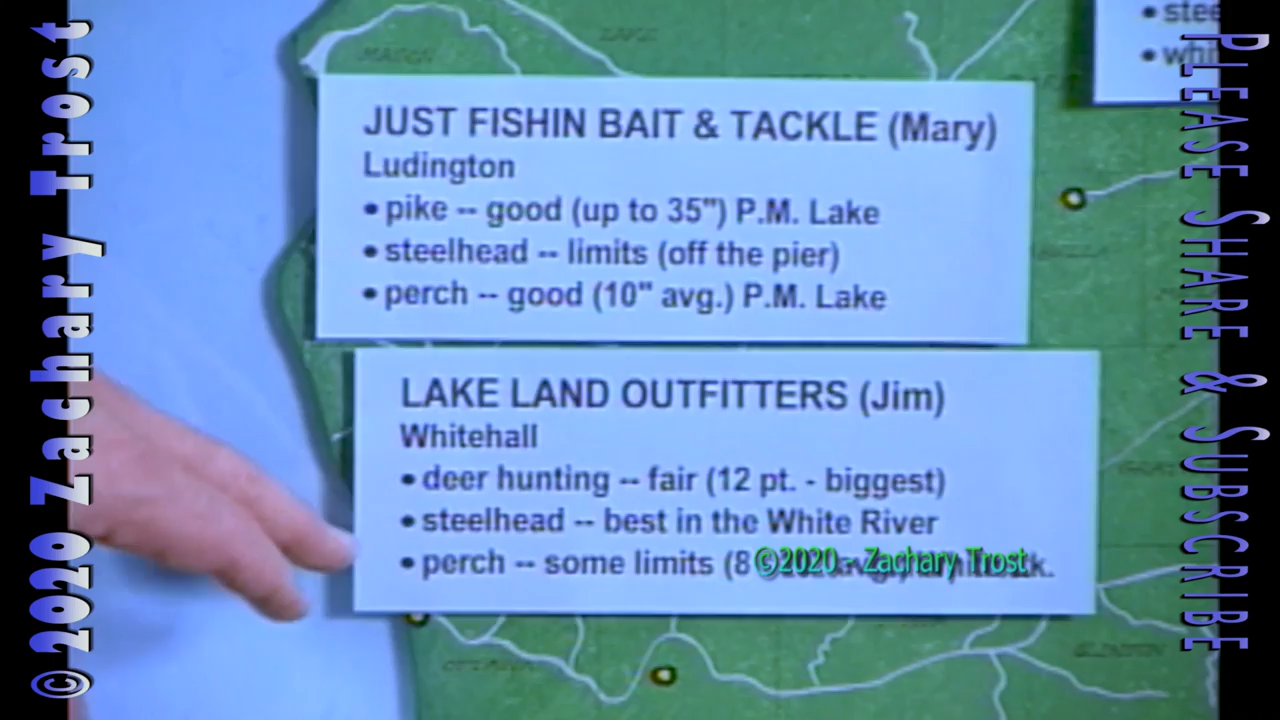 © 2020 Zachary Trost
JUST FISHIN BAIT & TACKLE (Mary)
Ludington
• pike -- good (up to 35") P.M. Lake
• steelhead -- limits (off the pier)
• perch -- good (10" avg.) P.M. Lake
LAKE LAND OUTFITTERS (Jim)
Whitehall
• deer hunting -- fair (12 pt. - biggest)
• steelhead -- best in the White River
• perch -- some limits (8
©2020 - Zachary Trost
PLEASE SHARE & SUBSCRIBE